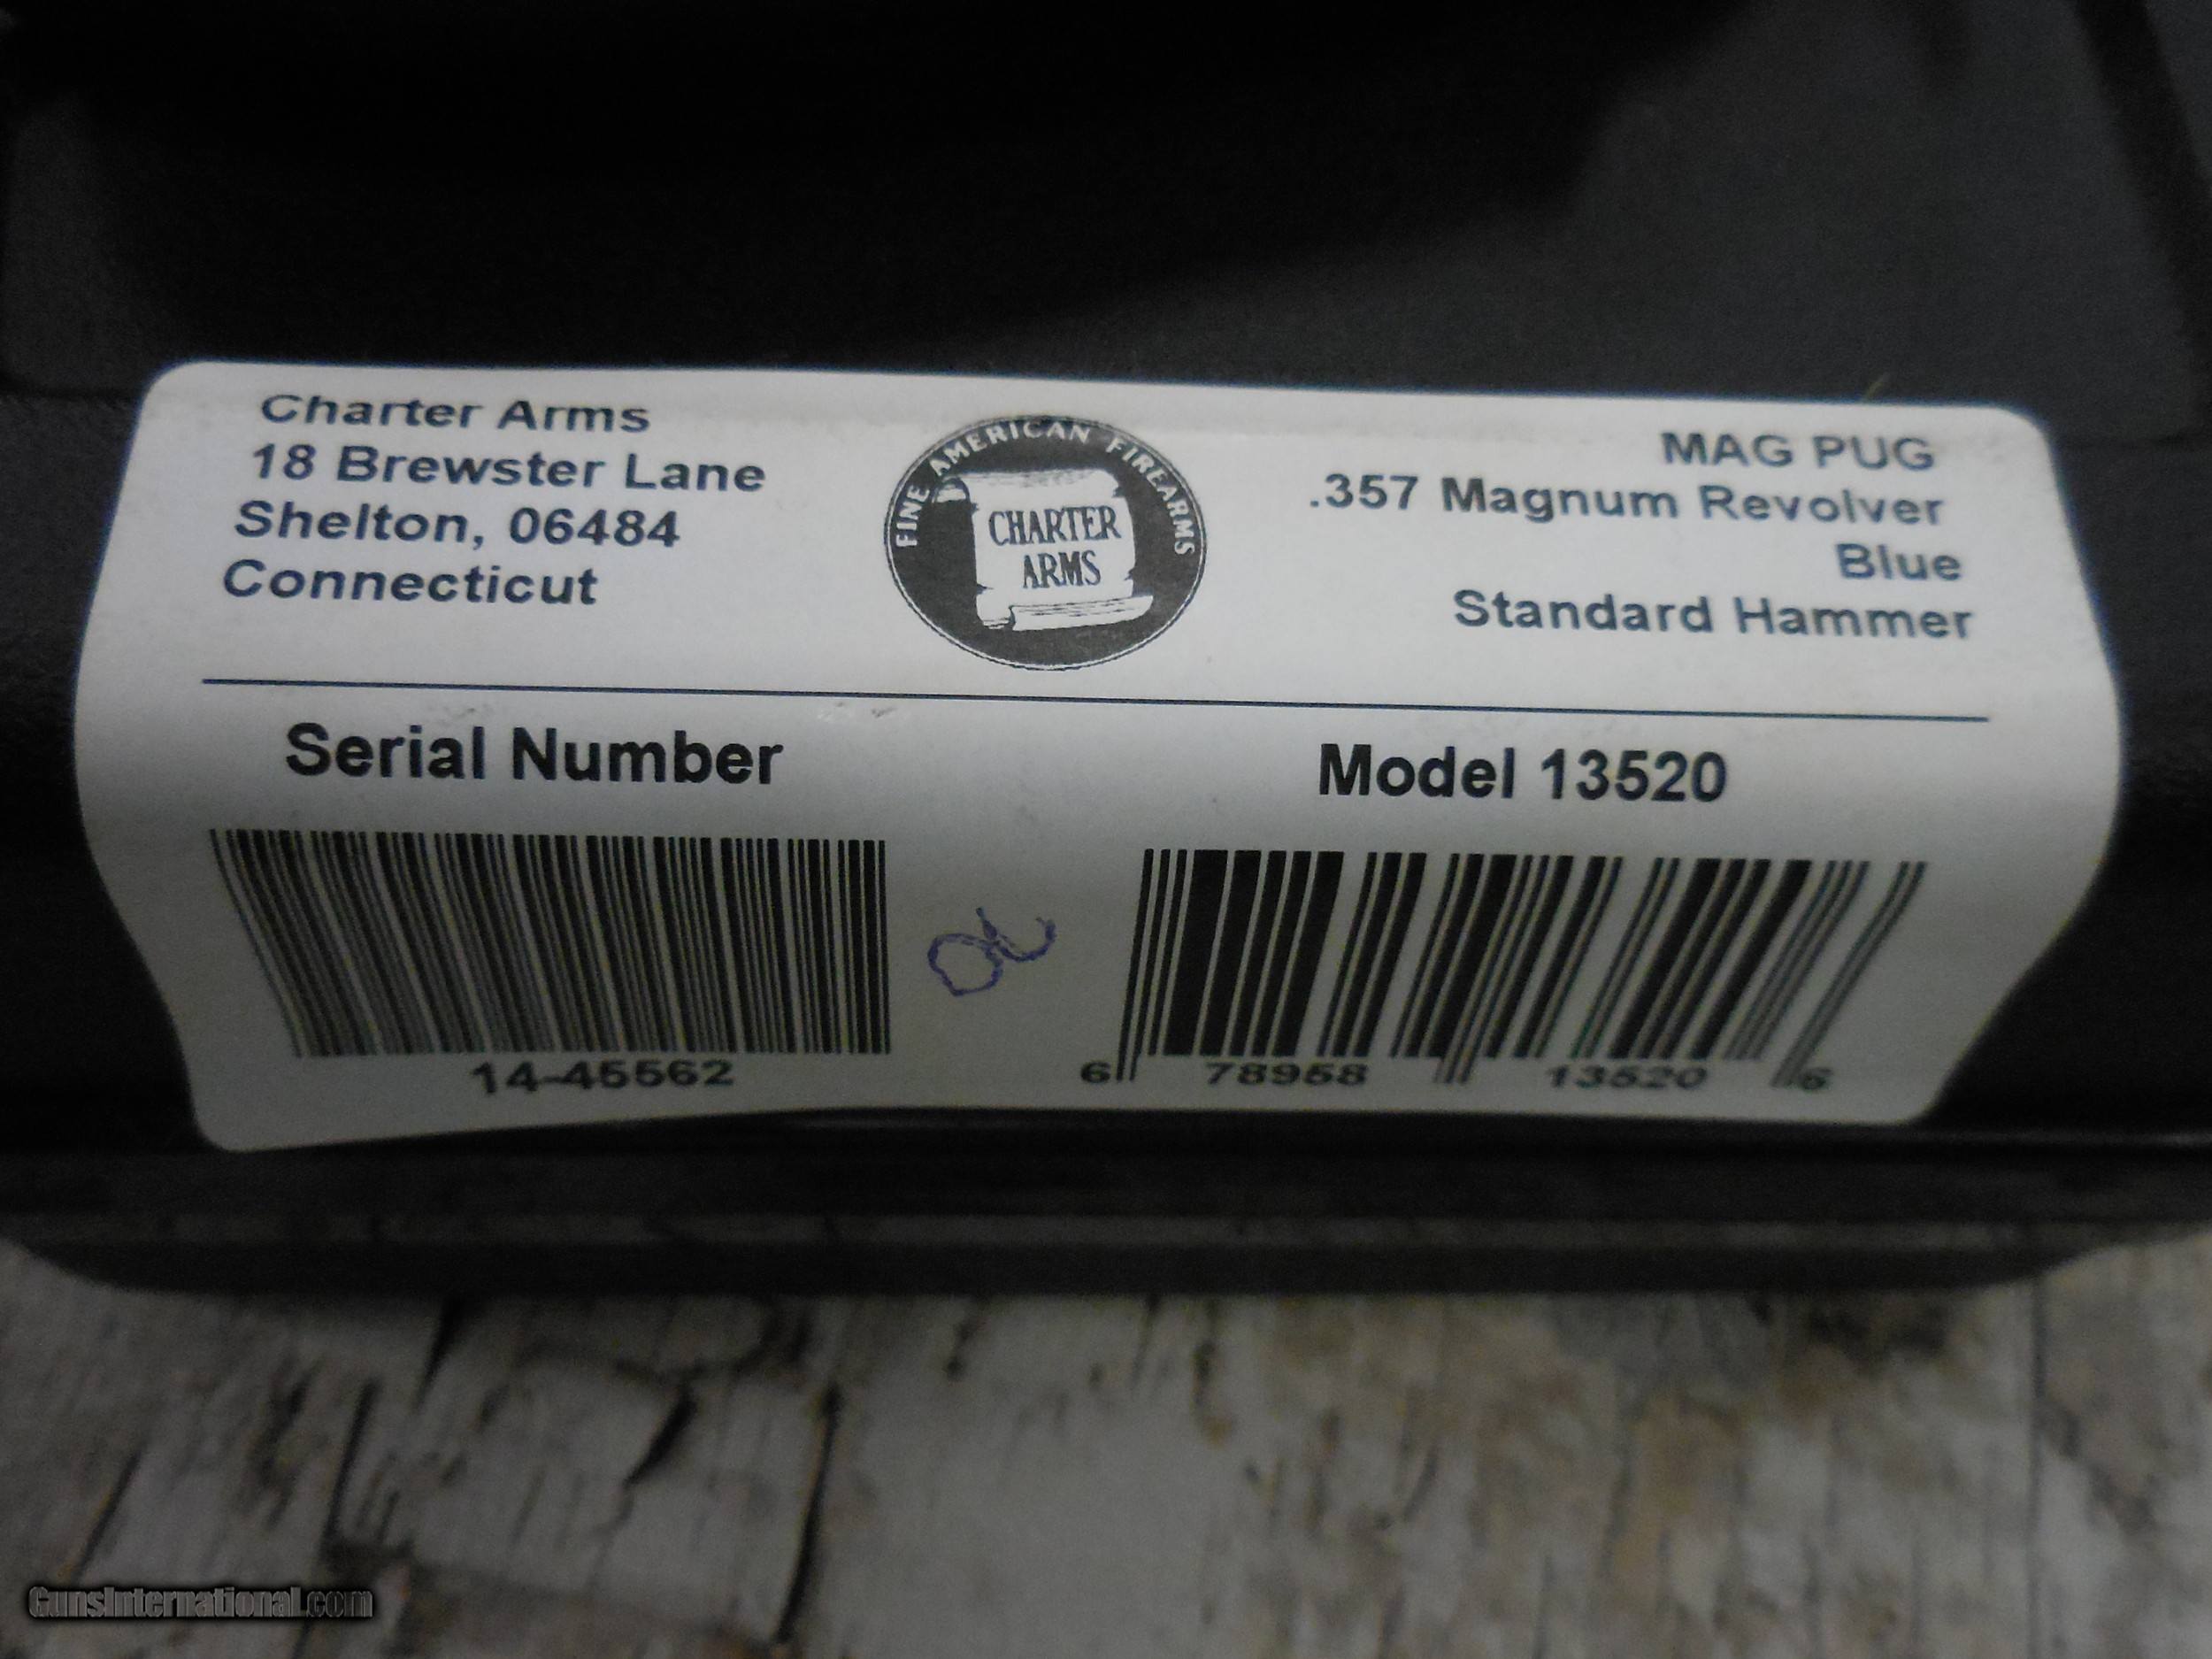 Charter Arms
18 Brewster Lane
Shelton, 06484
Connecticut
FINE AMERICAN FIREARMS
CHARTER
ARMS
MAG PUG
.357 Magnum Revolver
Blue
Standard Hammer
Serial Number
14-45562
Model 13520
6 78958 13520 6
GunsInternational.com